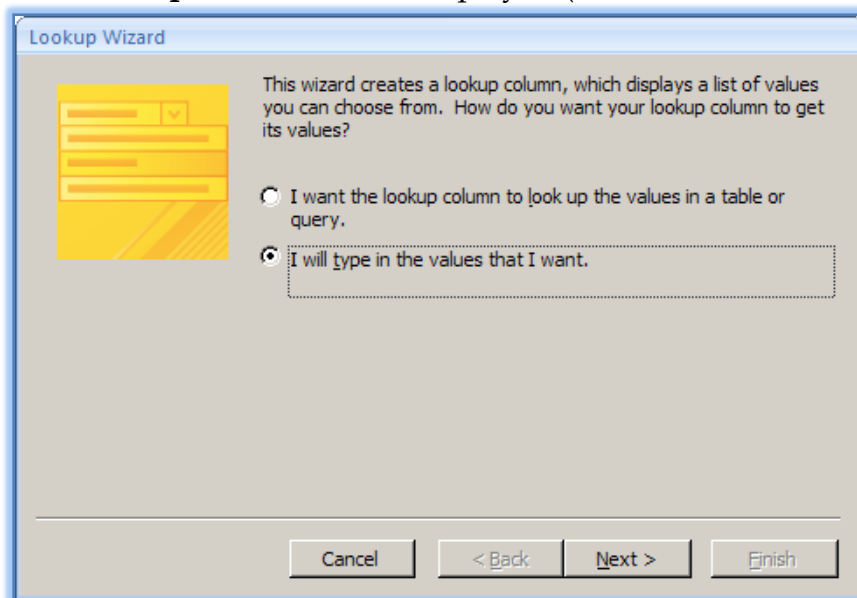 Lookup Wizard
This wizard creates a lookup column, which displays a list of values
you can choose from. How do you want your lookup column to get
its values?
I want the lookup column to look up the values in a table or
query.
I will type in the values that I want.
Cancel
< Back
Next >
Finish